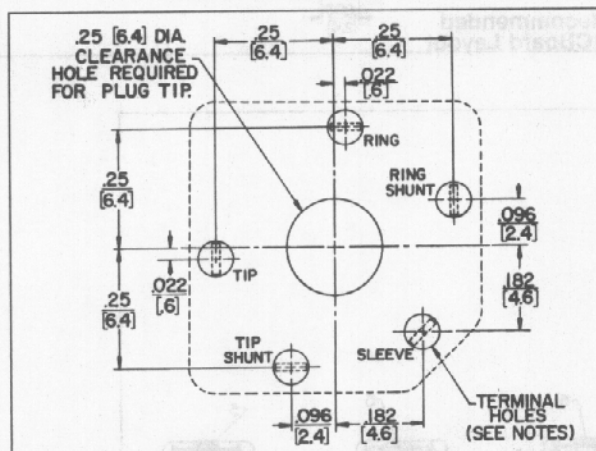 .25 [6.4] DIA.
CLEARANCE
HOLE REQUIRED
FOR PLUG TIP.
.25
[6.4]
.25
[6.4]
.022
[.6]
RING
RING
SHUNT
.25
[6.4]
.096
[2.4]
TIP
.022
[.6]
.182
[4.6]
.25
[6.4]
TIP
SHUNT
SLEEVE
.096
[2.4]
.182
[4.6]
TERMINAL
HOLES
(SEE NOTES)